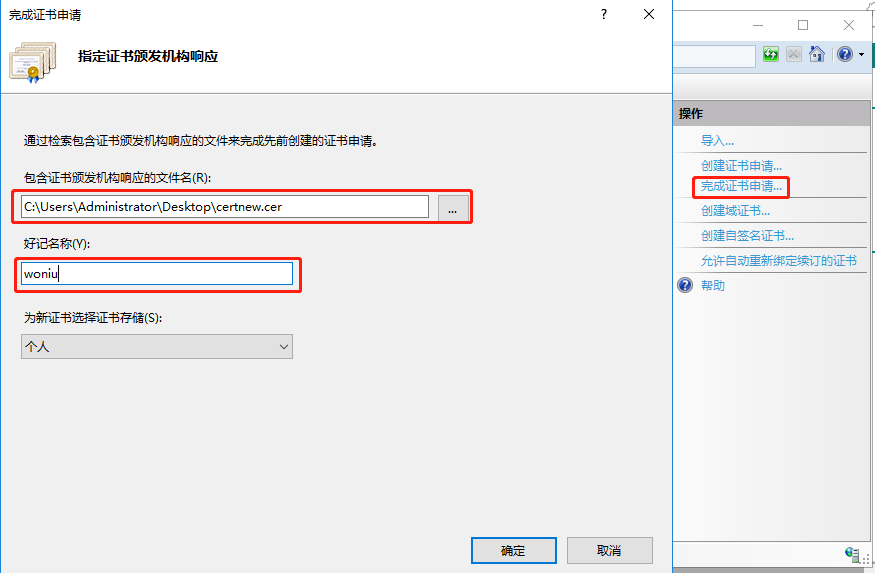 完成证书申请
指定证书颁发机构响应
通过检索包含证书颁发机构响应的文件来完成先前创建的证书申请。
包含证书颁发机构响应的文件名(R):
C:\Users\Administrator\Desktop\certnew.cer
...
好记名称(Y):
woniu
为新证书选择证书存储(S):
个人
确定
取消
操作
导入...
创建证书申请...
完成证书申请...
创建域证书...
创建自签名证书...
允许自动重新绑定续订的证书
帮助